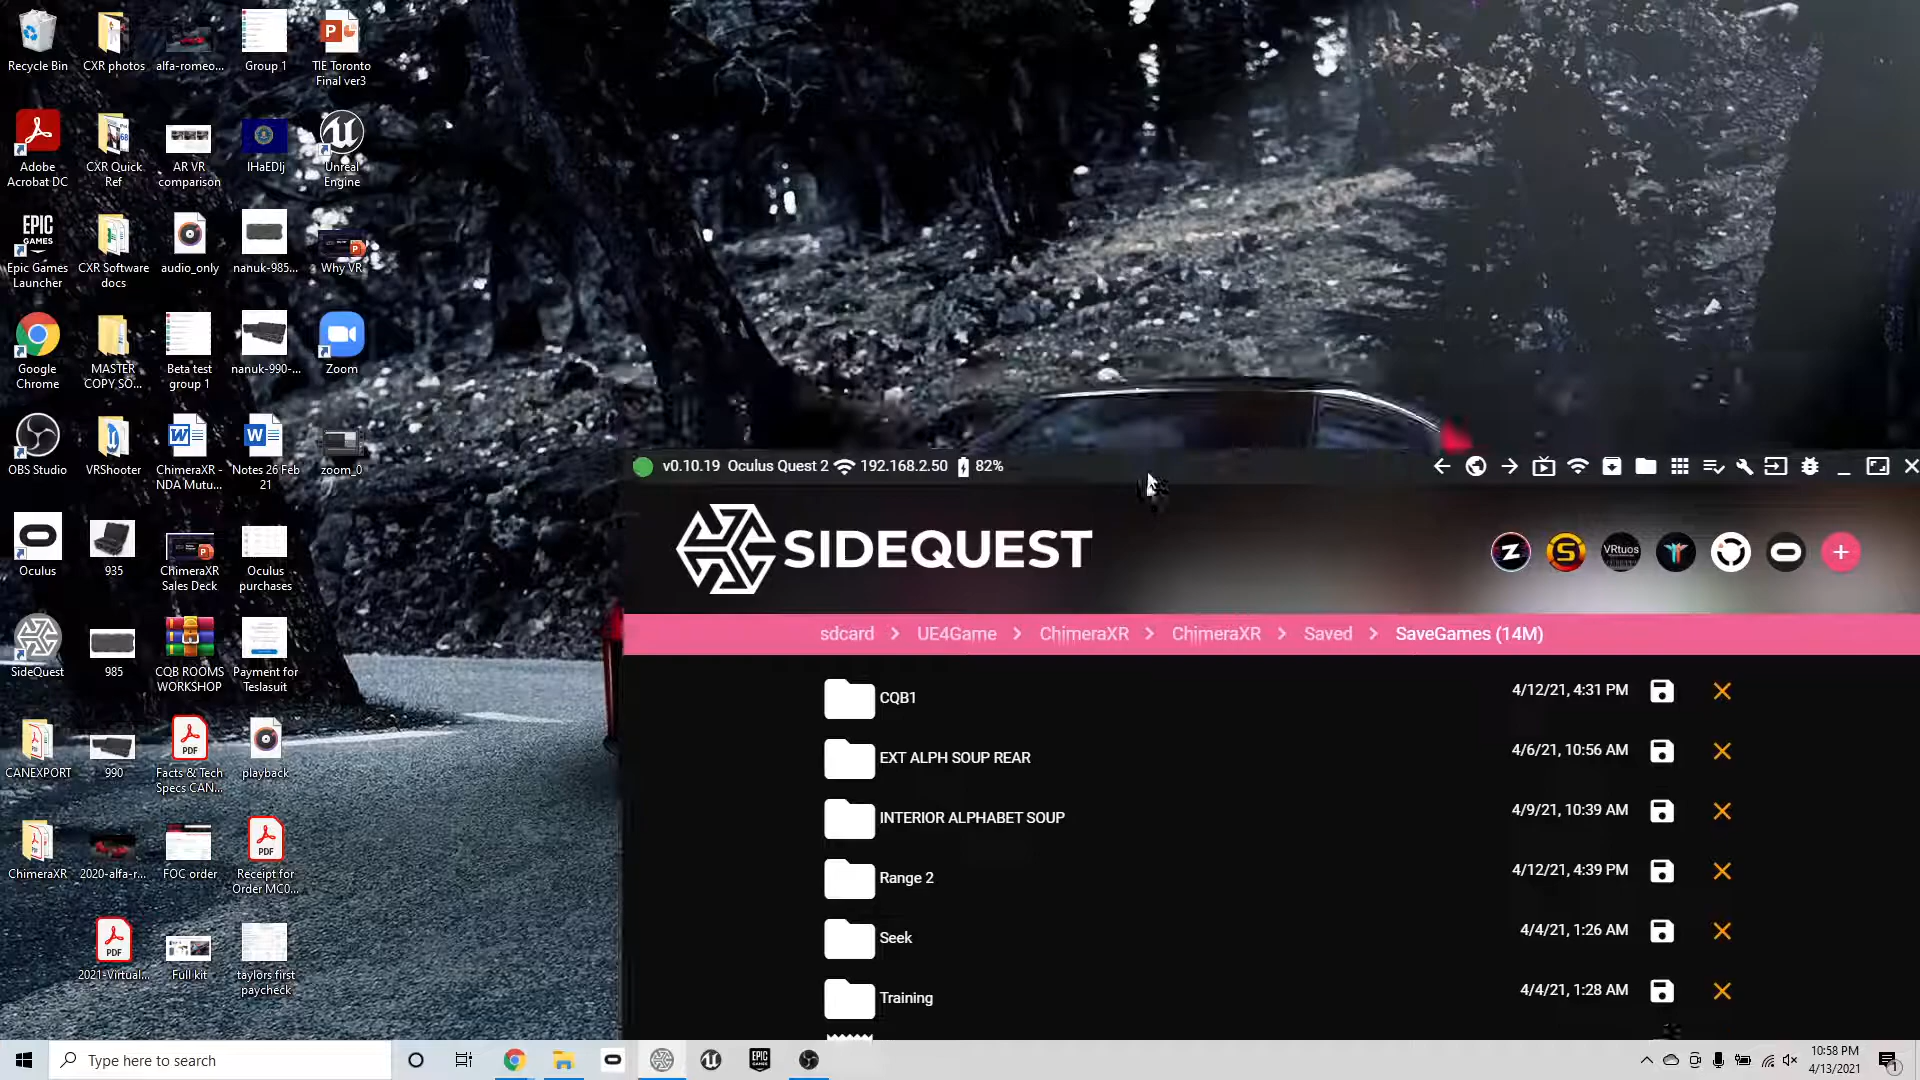 Recycle Bin
CXR photos
alfa-romeo...
Group 1
TIE Toronto
Final ver3
Adobe
Acrobat DC
CXR Quick
Ref
AR VR
comparison
IHaEDlj
Unreal
Engine
EPIC
GAMES
Epic Games
Launcher
CXR Software
docs
audio_only
nanuk-985...
Why VR
Google
Chrome
MASTER
COPY SO...
Beta test
group 1
nanuk-990-...
Zoom
OBS Studio
VRShooter
ChimeraXR -
NDA Mutu...
Notes 26 Feb
21
zoom_0
Oculus
935
ChimeraXR
Sales Deck
Oculus
purchases
SideQuest
985
CQB ROOMS
WORKSHOP
Payment for
Teslasuit
CANEXPORT
990
PDF
Facts & Tech
Specs CAN...
playback
ChimeraXR
2020-alfa-r...
FOC order
PDF
Receipt for
Order MC0...
PDF
2021-Virtual...
Full kit
taylors first
paycheck
v0.10.19 Oculus Quest 2 192.168.2.50 82%
SIDEQUEST
VRtuos
sdcard > UE4Game > ChimeraXR > ChimeraXR > Saved > SaveGames (14M)
CQB1 4/12/21, 4:31 PM
EXT ALPH SOUP REAR 4/6/21, 10:56 AM
INTERIOR ALPHABET SOUP 4/9/21, 10:39 AM
Range 2 4/12/21, 4:39 PM
Seek 4/4/21, 1:26 AM
Training 4/4/21, 1:28 AM
Type here to search
EPIC
10:58 PM
4/13/2021
1